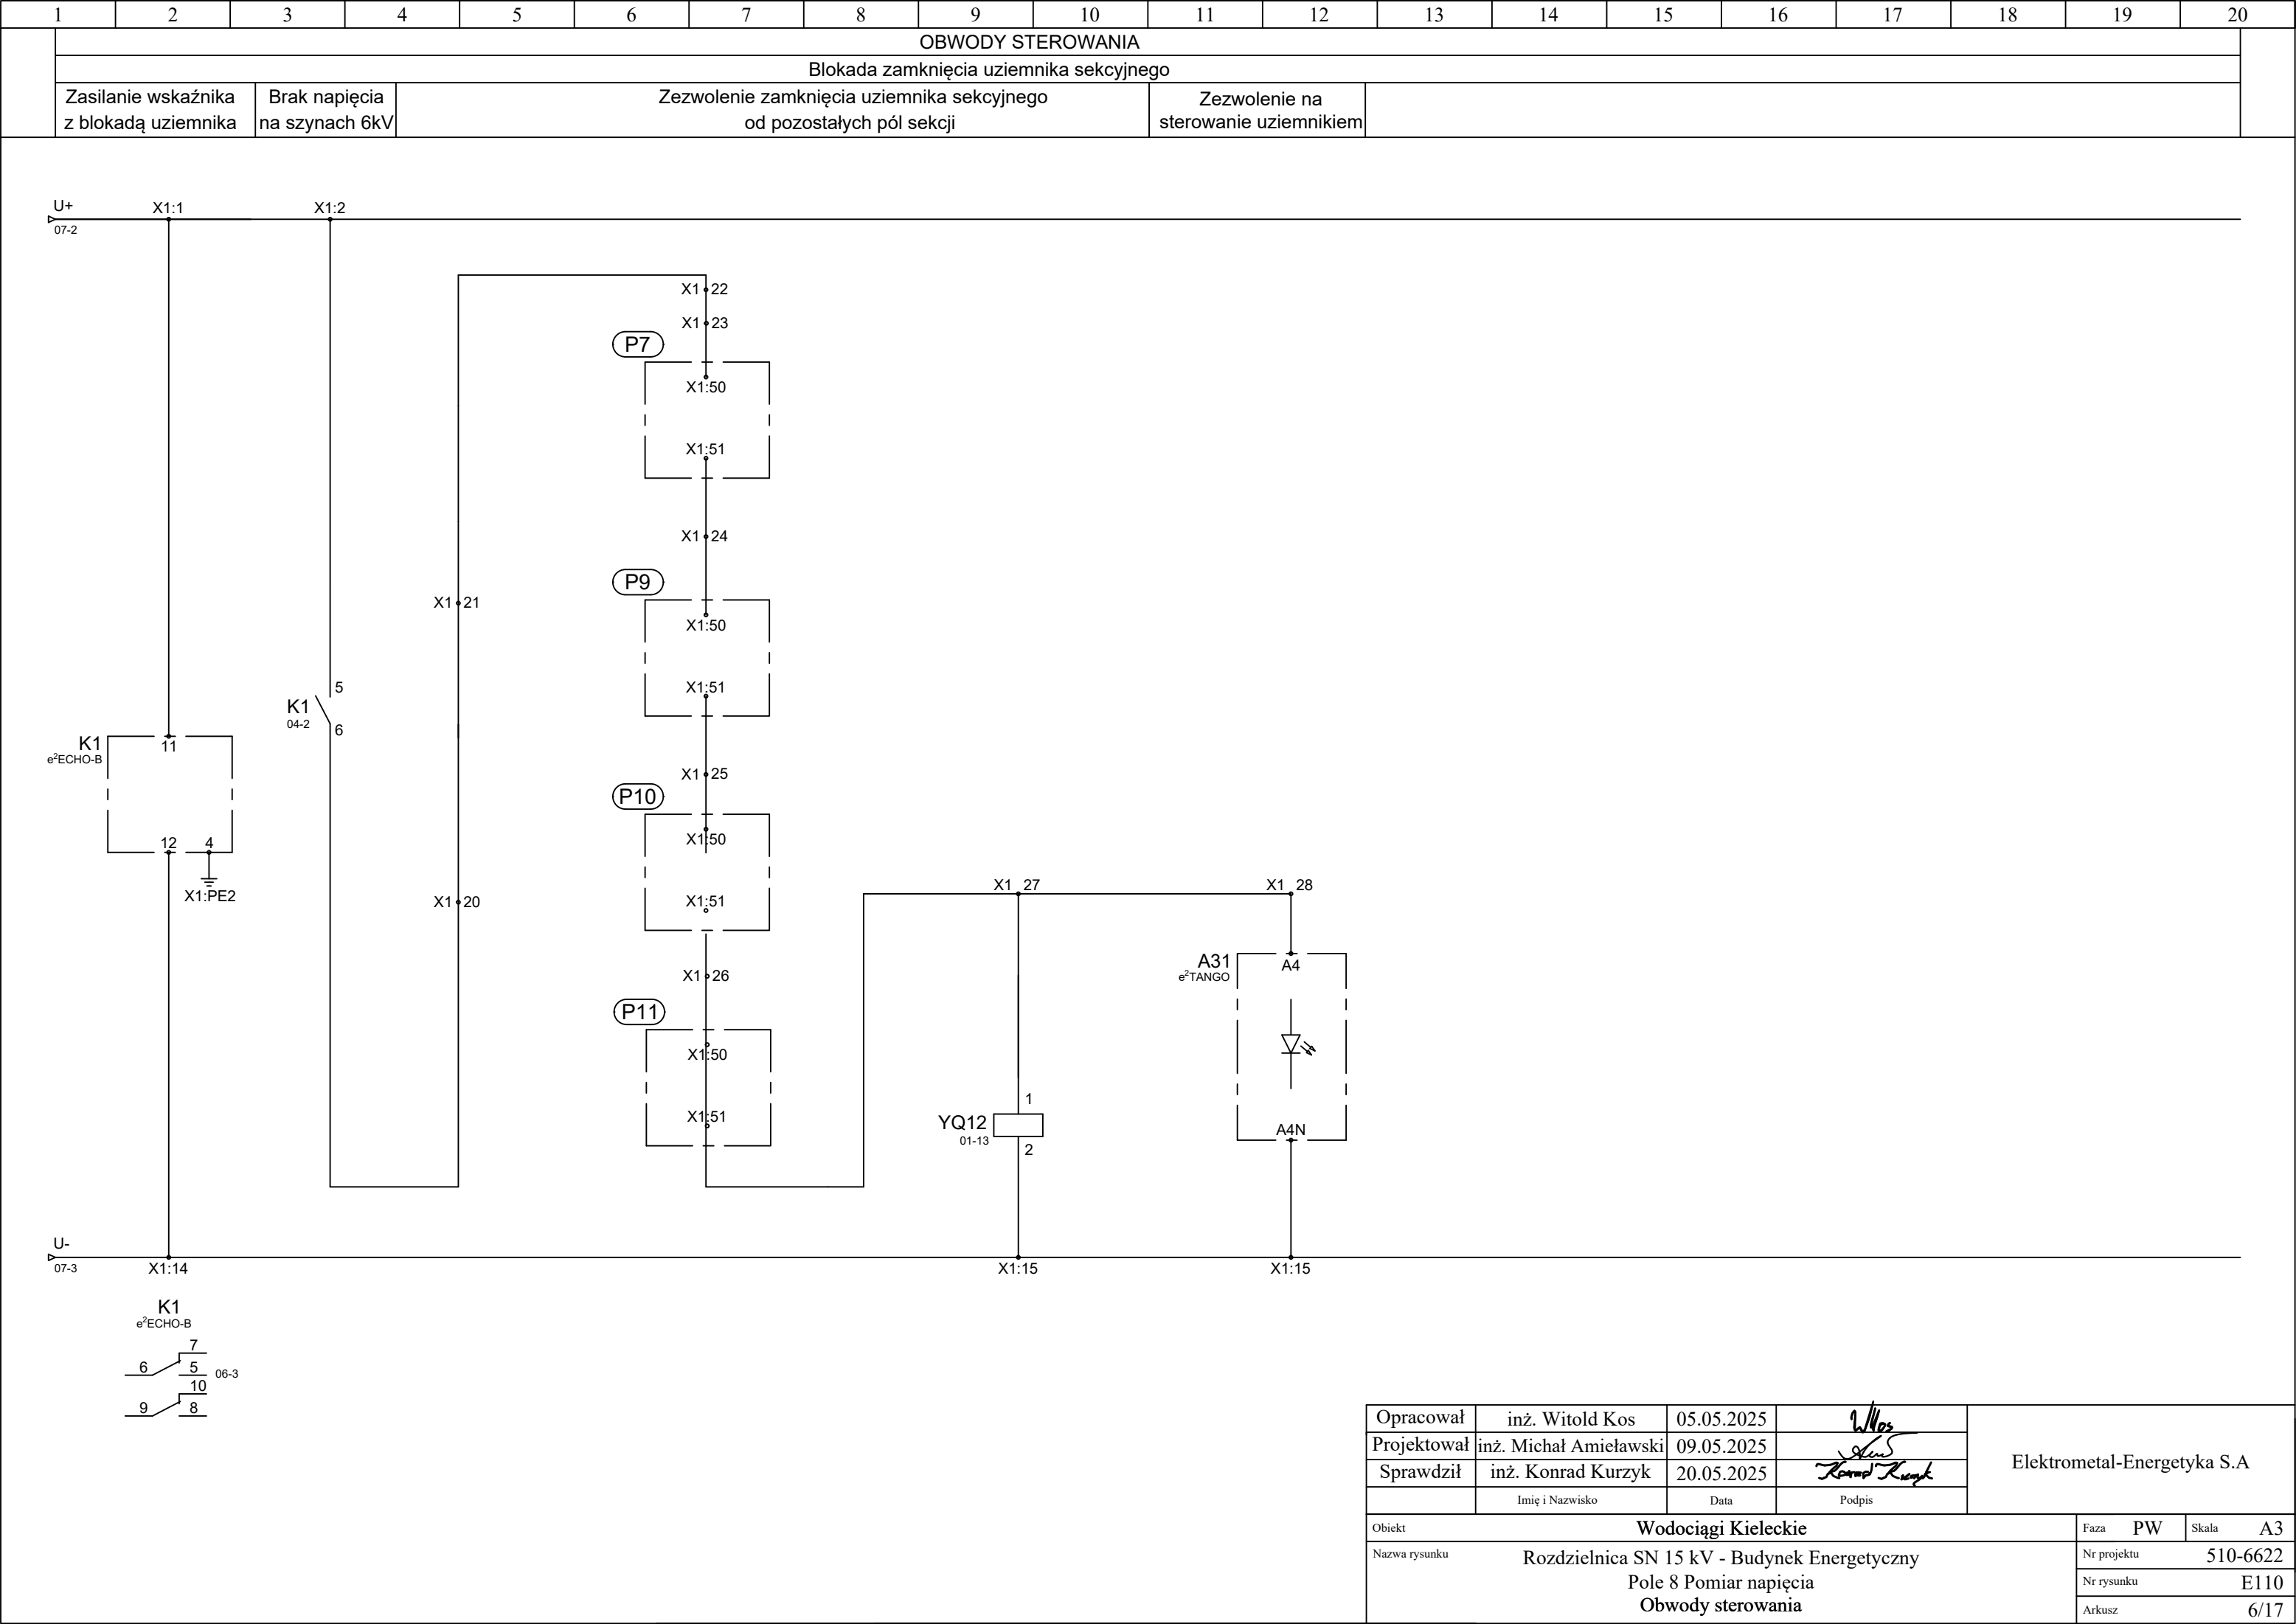 1 2 3 4 5 6 7 8 9 10 11 12 13 14 15 16 17 18 19 20
OBWODY STEROWANIA
Blokada zamknięcia uziemnika sekcyjnego
Zasilanie wskaźnika
z blokadą uziemnika
Brak napięcia
na szynach 6kV
Zezwolenie zamknięcia uziemnika sekcyjnego
od pozostałych pól sekcji
Zezwolenie na
sterowanie uziemnikiem
U+
07-2
X1:1
X1:2
X1 22
X1 23
P7
X1:50
X1:51
X1 24
P9
X1:50
X1:51
X1 25
P10
X1:50
X1:51
X1 26
P11
X1:50
X1:51
X1 21
X1 20
K1
04-2
5
6
K1
e²ECHO-B
11
12 4
X1:PE2
X1 27
X1 28
A31
e²TANGO
A4
A4N
YQ12
01-13
1
2
U-
07-3
X1:14
X1:15
X1:15
K1
e²ECHO-B
7
6 5 06-3
10
9 8
Opracował inż. Witold Kos 05.05.2025
Projektował inż. Michał Amieławski 09.05.2025
Sprawdził inż. Konrad Kurzyk 20.05.2025
Konrad Kurzyk
Imię i Nazwisko Data Podpis
Elektrometal-Energetyka S.A
Obiekt Wodociągi Kieleckie
Faza PW Skala A3
Nazwa rysunku Rozdzielnica SN 15 kV - Budynek Energetyczny
Pole 8 Pomiar napięcia
Obwody sterowania
Nr projektu 510-6622
Nr rysunku E110
Arkusz 6/17